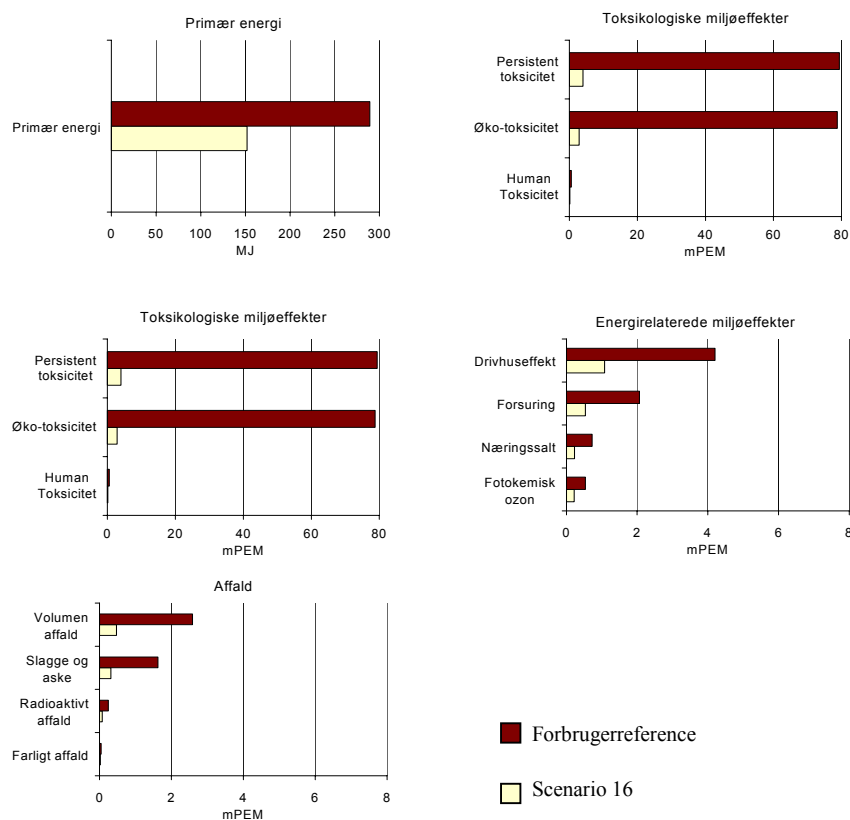 Primær energi
Primær energi
0 50 100 150 200 250 300
MJ
Toksikologiske miljøeffekter
Persistent
toksicitet
Øko-toksicitet
Human
Toksicitet
0 20 40 60 80
mPEM
Toksikologiske miljøeffekter
Persistent
toksicitet
Øko-toksicitet
Human
Toksicitet
0 20 40 60 80
mPEM
Energirelaterede miljøeffekter
Drivhuseffekt
Forsuring
Næringssalt
Fotokemisk
ozon
0 2 4 6 8
mPEM
Affald
Volumen
affald
Slagge og
aske
Radioaktivt
affald
Farligt affald
0 2 4 6 8
mPEM
Forbrugerreference
Scenario 16